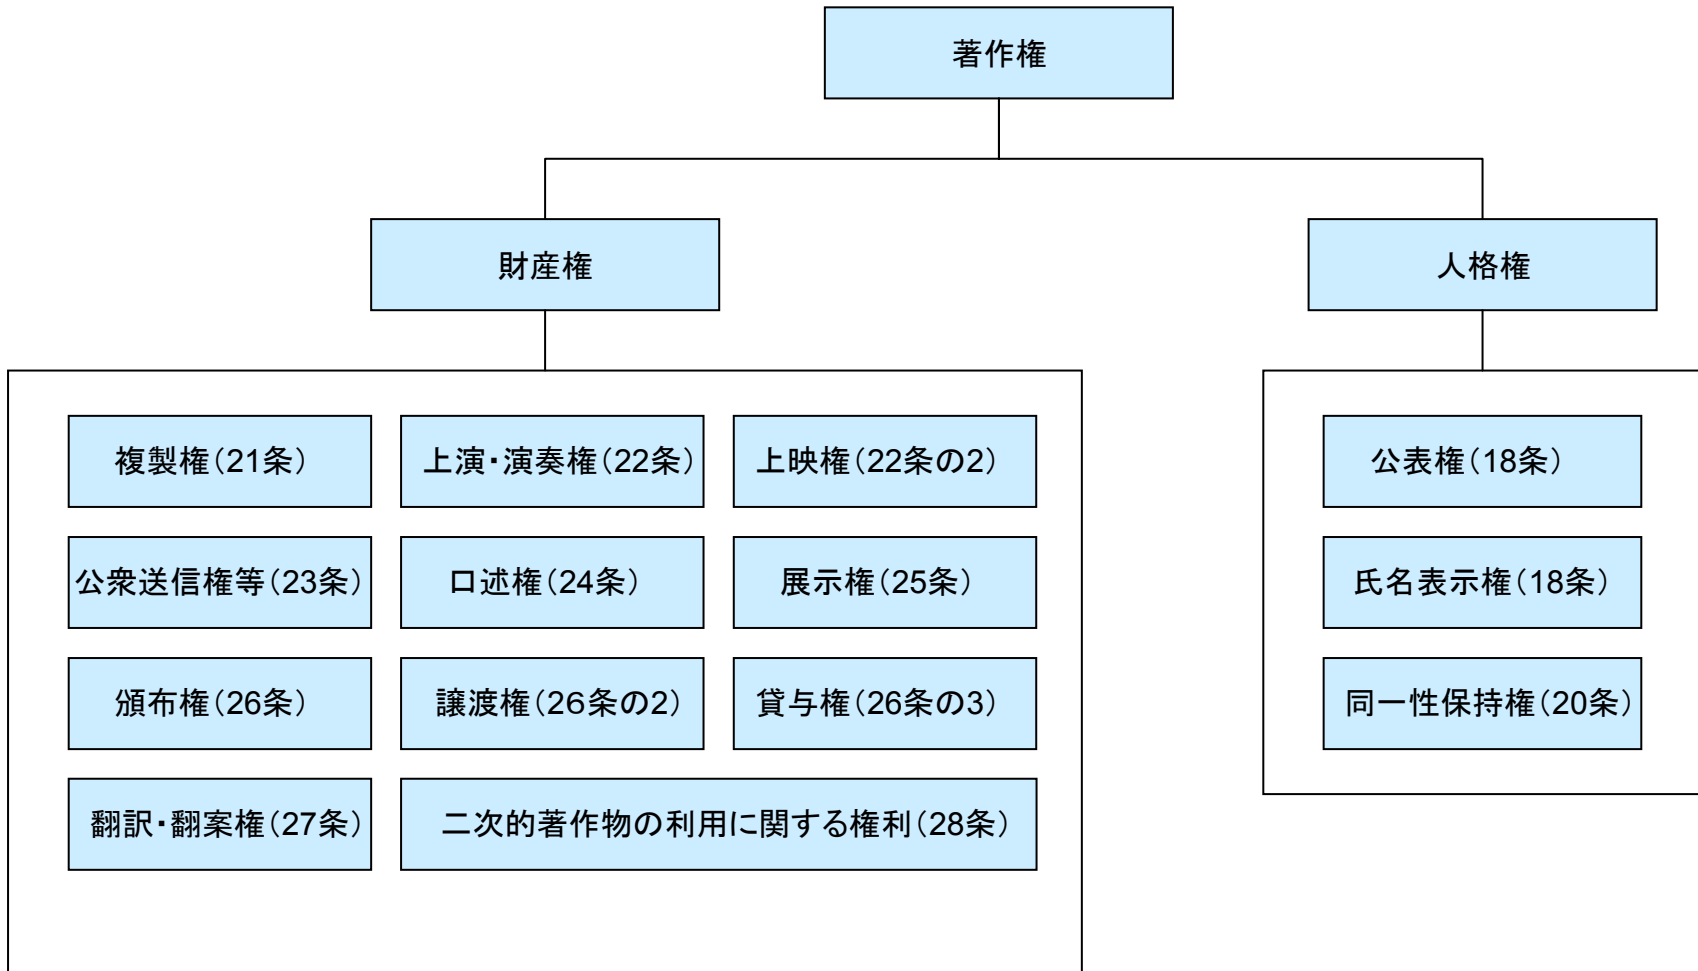 著作権
財産権
人格権
複製権（21条）
上演・演奏権（22条）
上映権（22条の2）
公衆送信権等（23条）
口述権（24条）
展示権（25条）
頒布権（26条）
譲渡権（26条の2）
貸与権（26条の3）
翻訳・翻案権（27条）
二次的著作物の利用に関する権利（28条）
公表権（18条）
氏名表示権（18条）
同一性保持権（20条）